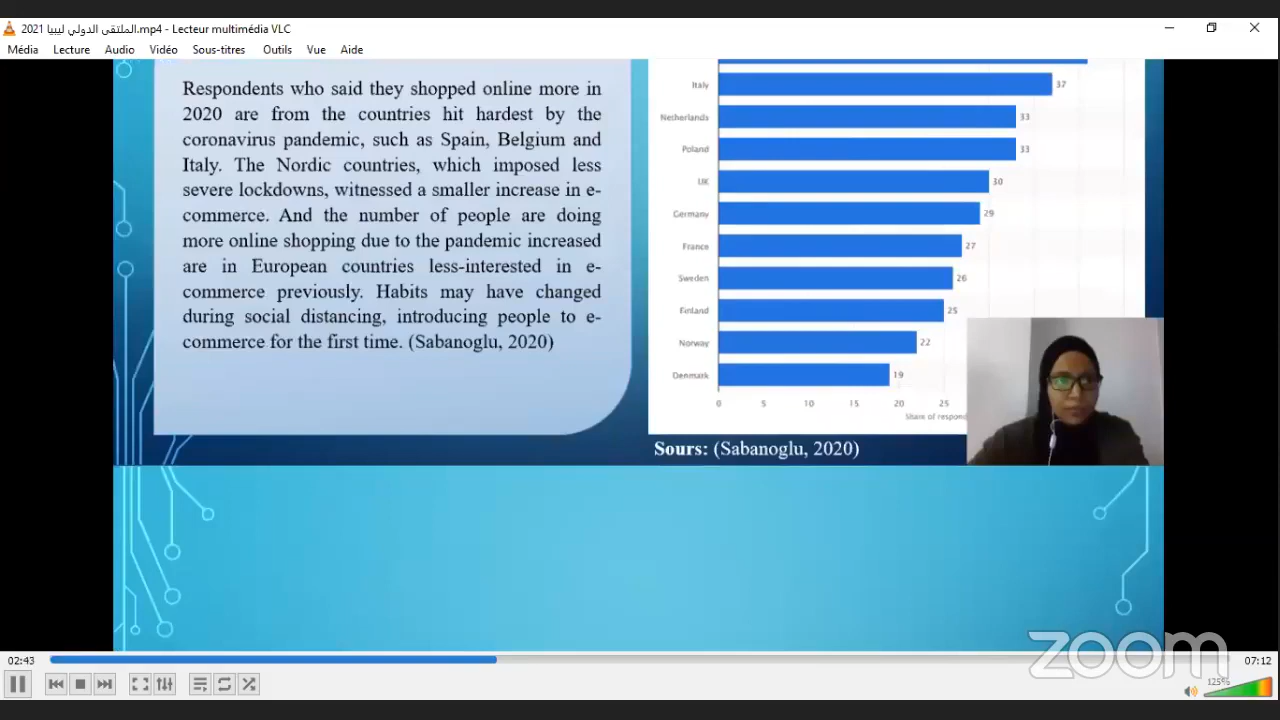 الملتقى الدولي ليبيا 2021.mp4 - Lecteur multimédia VLC
Média Lecture Audio Vidéo Sous-titres Outils Vue Aide
Respondents who said they shopped online more in
2020 are from the countries hit hardest by the
coronavirus pandemic, such as Spain, Belgium and
Italy. The Nordic countries, which imposed less
severe lockdowns, witnessed a smaller increase in e-
commerce. And the number of people are doing
more online shopping due to the pandemic increased
are in European countries less-interested in e-
commerce previously. Habits may have changed
during social distancing, introducing people to e-
commerce for the first time. (Sabanoglu, 2020)
Italy 37
Netherlands 33
Poland 33
UK 30
Germany 29
France 27
Sweden 26
Finland 25
Norway 22
Denmark 19
0 5 10 15 20 25
Share of respond
Sours: (Sabanoglu, 2020)
zoom
02:43 07:12
125%